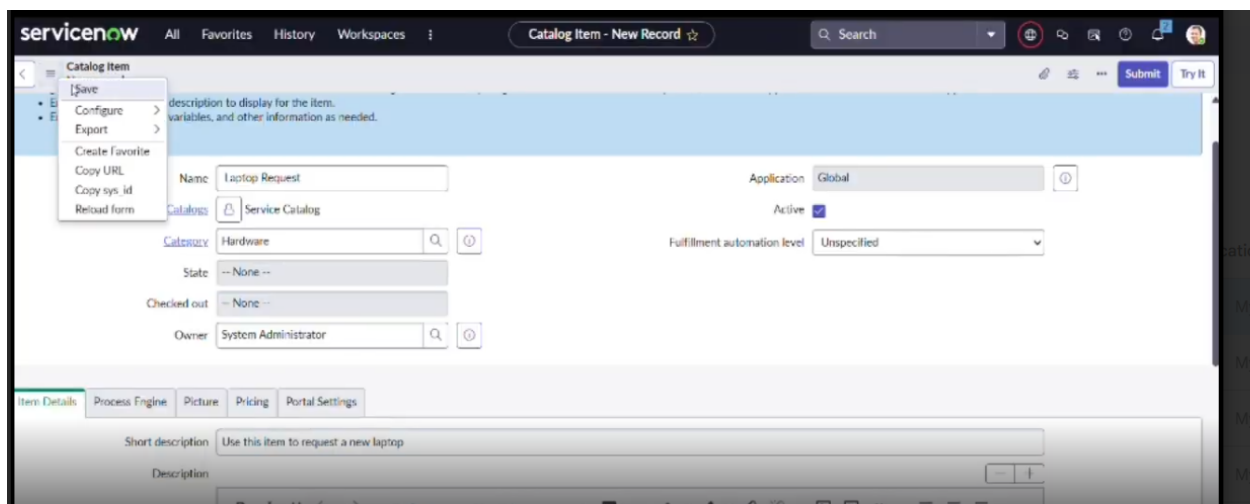 servicenow All Favorites History Workspaces Catalog Item - New Record Search 2
Catalog Item Submit Try It
Save
description to display for the item.
Configure
variables, and other information as needed.
Export
Create Favorite
Copy URL
Copy sys_id
Reload form
Name Laptop Request Application Global
Catalogs Service Catalog Active
Category Hardware Fulfillment automation level Unspecified
State -- None --
Checked out -- None --
Owner System Administrator
Item Details Process Engine Picture Pricing Portal Settings
Short description Use this item to request a new laptop
Description